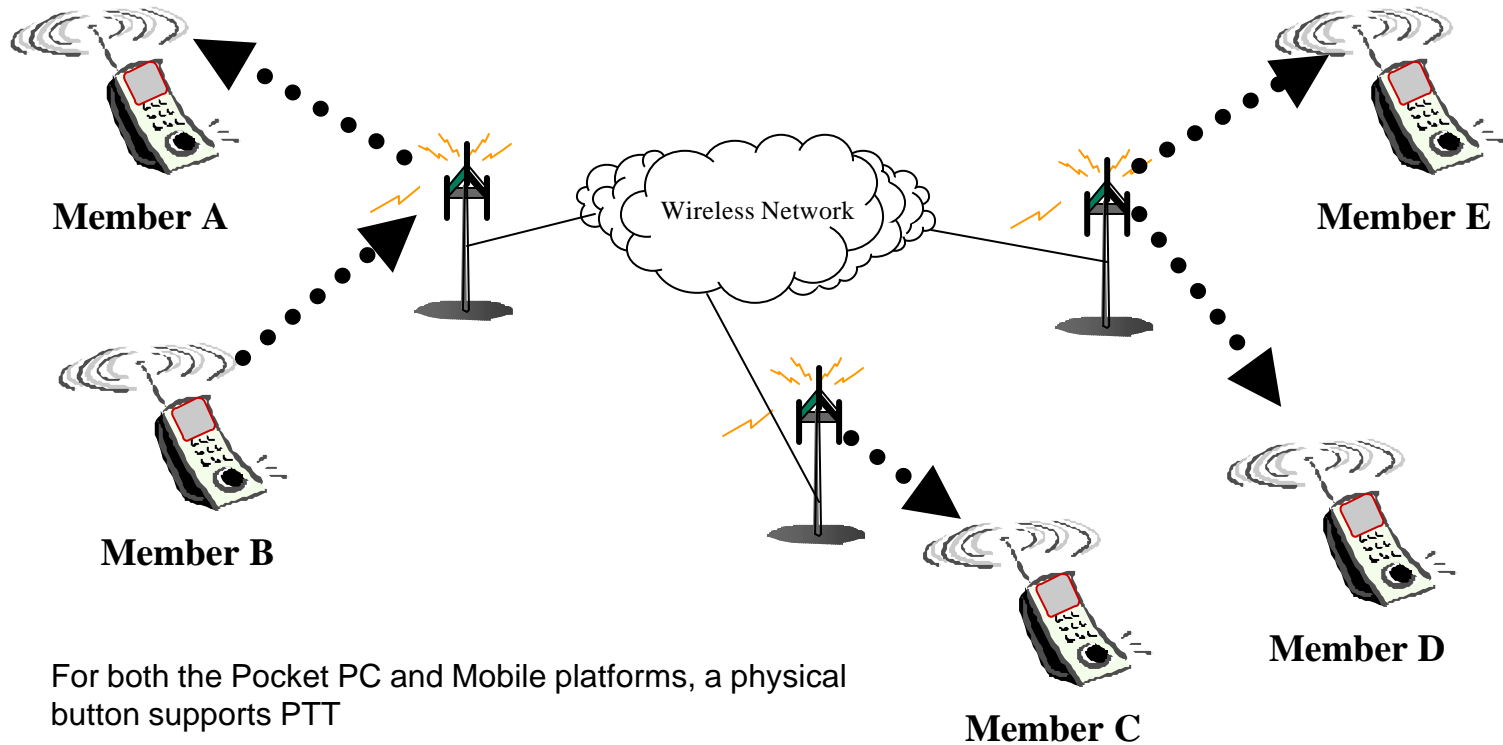 Member A
Wireless Network
Member E
Member B
Member D
For both the Pocket PC and Mobile platforms, a physical
button supports PTT
Member C